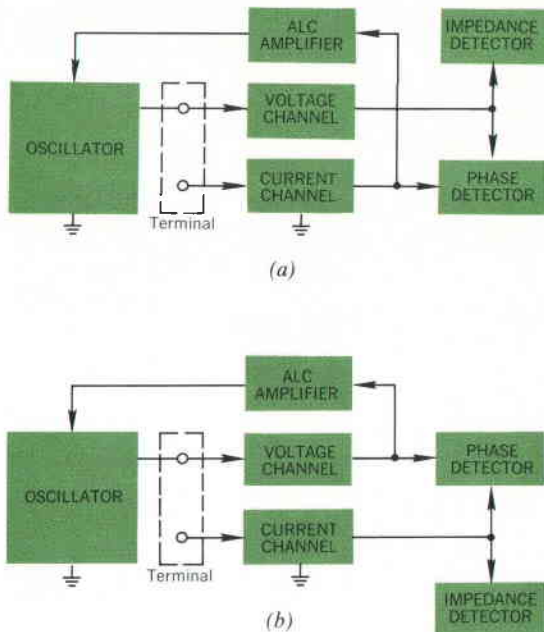 ALC
AMPLIFIER
IMPEDANCE
DETECTOR
OSCILLATOR
VOLTAGE
CHANNEL
CURRENT
CHANNEL
PHASE
DETECTOR
Terminal
(a)
ALC
AMPLIFIER
OSCILLATOR
VOLTAGE
CHANNEL
PHASE
DETECTOR
CURRENT
CHANNEL
Terminal
IMPEDANCE
DETECTOR
(b)